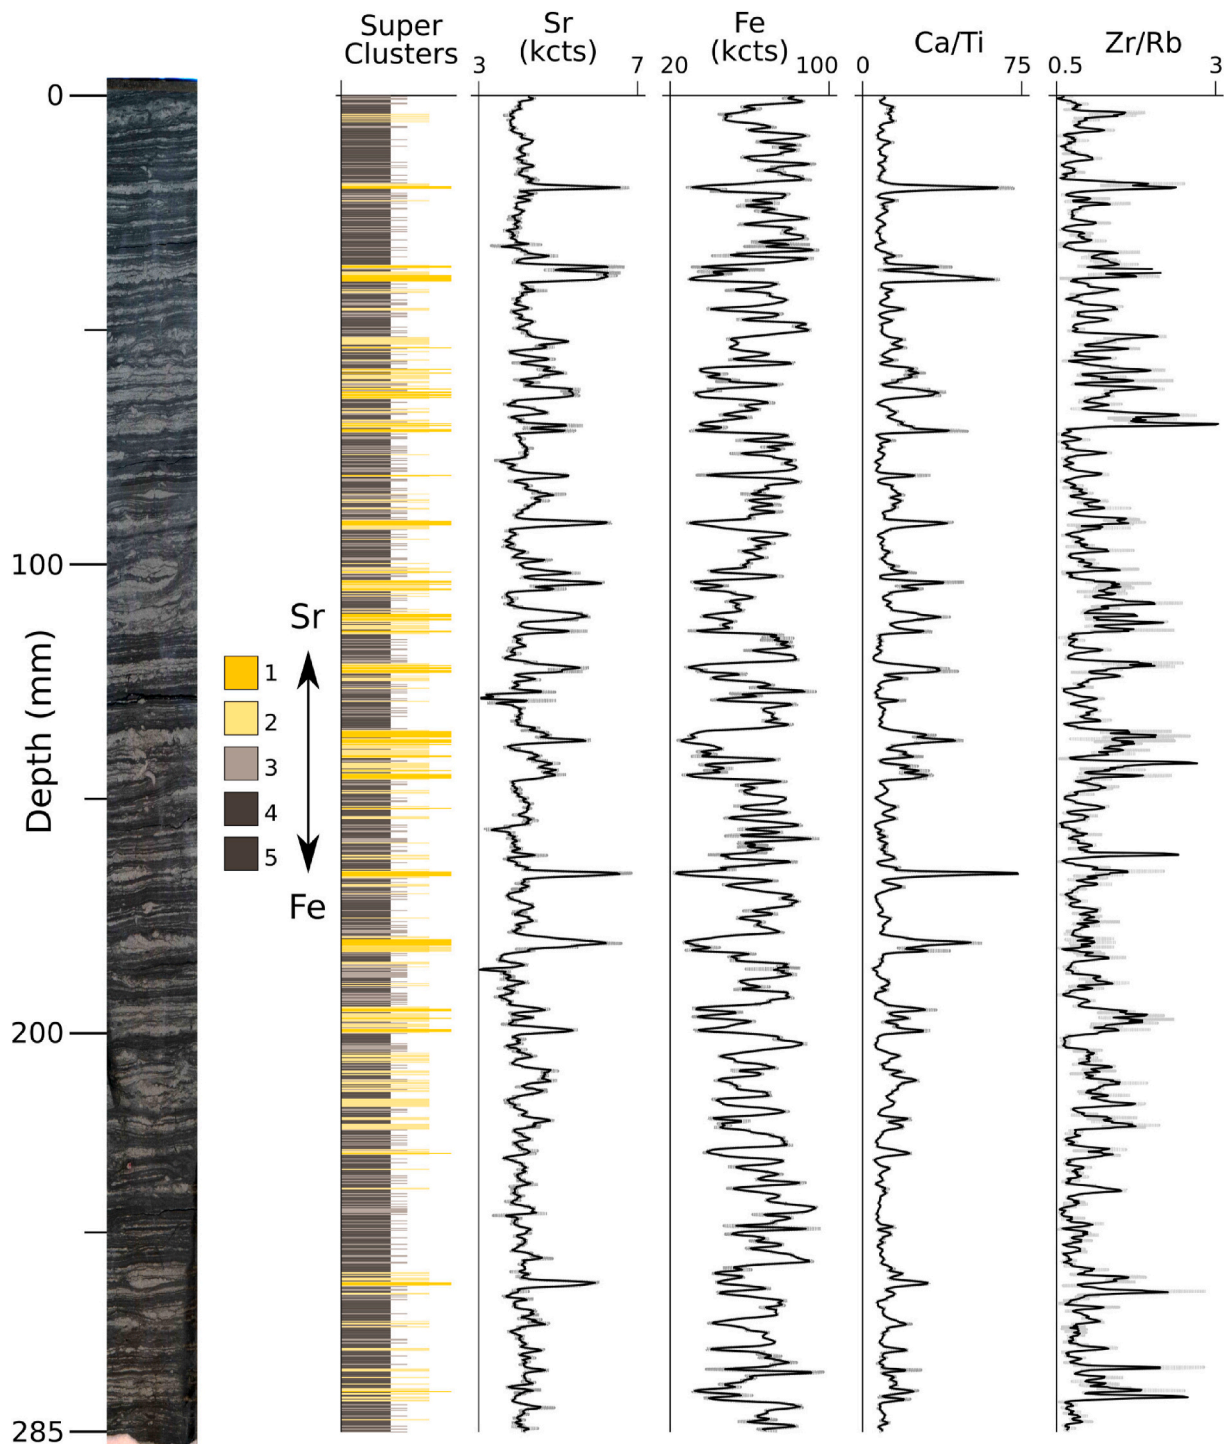 Super
Clusters
Sr
(kcts)
Fe
(kcts)
Ca/Ti
Zr/Rb
3 7
20 100
0 75
0.5 3
0
100
200
285
Depth (mm)
Sr
1
2
3
4
5
Fe